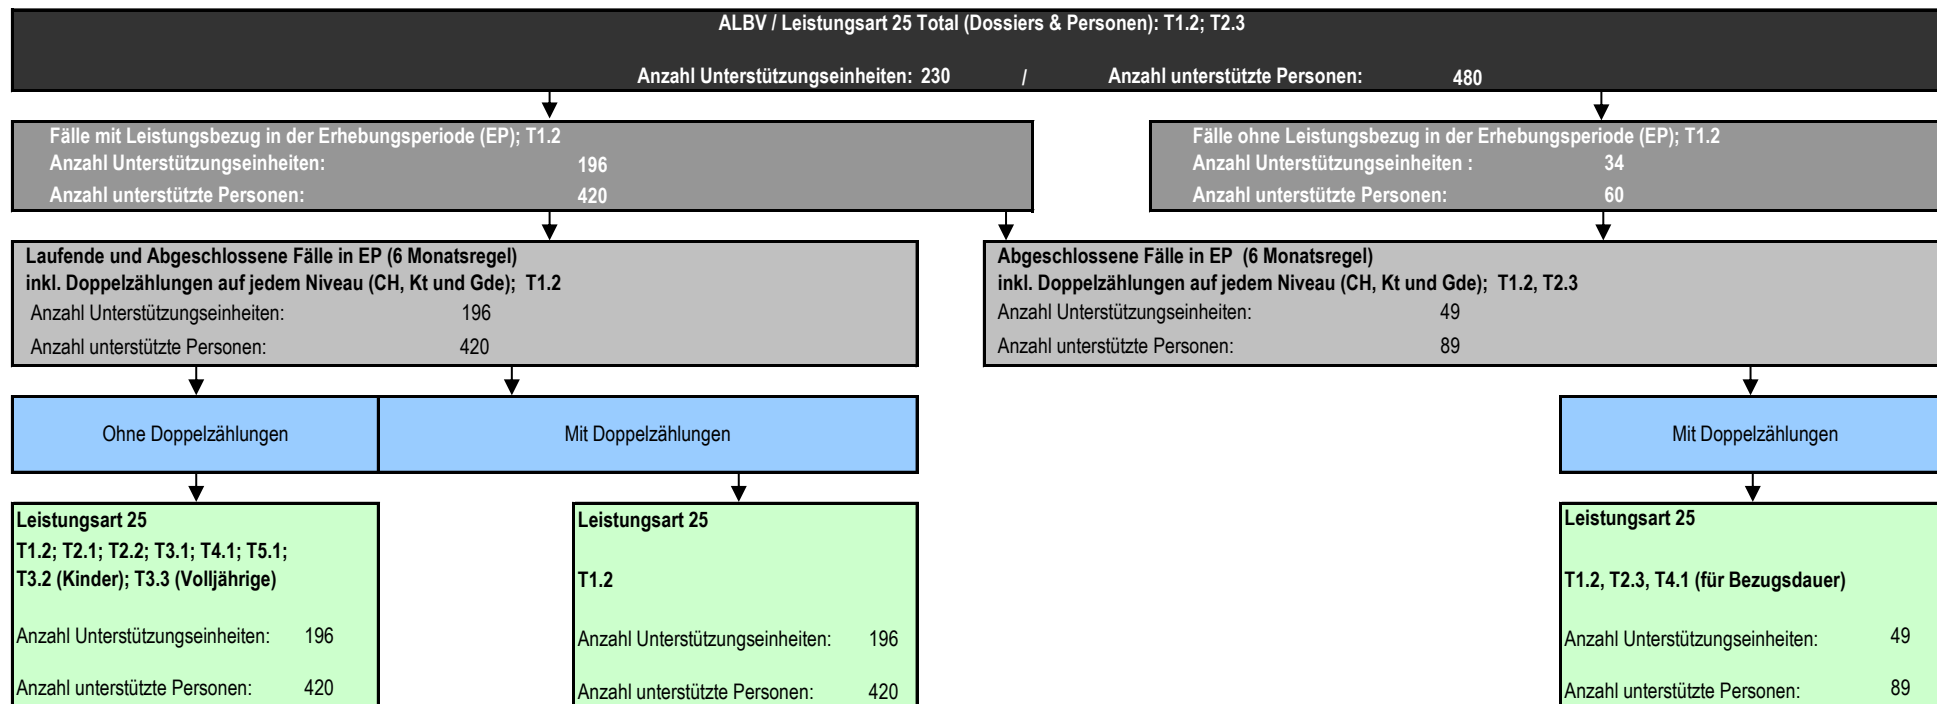 ALBV / Leistungsart 25 Total (Dossiers & Personen): T1.2; T2.3
Anzahl Unterstützungseinheiten: 230 / Anzahl unterstützte Personen: 480
Fälle mit Leistungsbezug in der Erhebungsperiode (EP); T1.2
Anzahl Unterstützungseinheiten: 196
Anzahl unterstützte Personen: 420
Fälle ohne Leistungsbezug in der Erhebungsperiode (EP); T1.2
Anzahl Unterstützungseinheiten : 34
Anzahl unterstützte Personen: 60
Laufende und Abgeschlossene Fälle in EP (6 Monatsregel)
inkl. Doppelzählungen auf jedem Niveau (CH, Kt und Gde); T1.2
Anzahl Unterstützungseinheiten: 196
Anzahl unterstützte Personen: 420
Abgeschlossene Fälle in EP (6 Monatsregel)
inkl. Doppelzählungen auf jedem Niveau (CH, Kt und Gde); T1.2, T2.3
Anzahl Unterstützungseinheiten: 49
Anzahl unterstützte Personen: 89
Ohne Doppelzählungen
Mit Doppelzählungen
Mit Doppelzählungen
Leistungsart 25
T1.2; T2.1; T2.2; T3.1; T4.1; T5.1;
T3.2 (Kinder); T3.3 (Volljährige)
Anzahl Unterstützungseinheiten: 196
Anzahl unterstützte Personen: 420
Leistungsart 25
T1.2
Anzahl Unterstützungseinheiten: 196
Anzahl unterstützte Personen: 420
Leistungsart 25
T1.2, T2.3, T4.1 (für Bezugsdauer)
Anzahl Unterstützungseinheiten: 49
Anzahl unterstützte Personen: 89